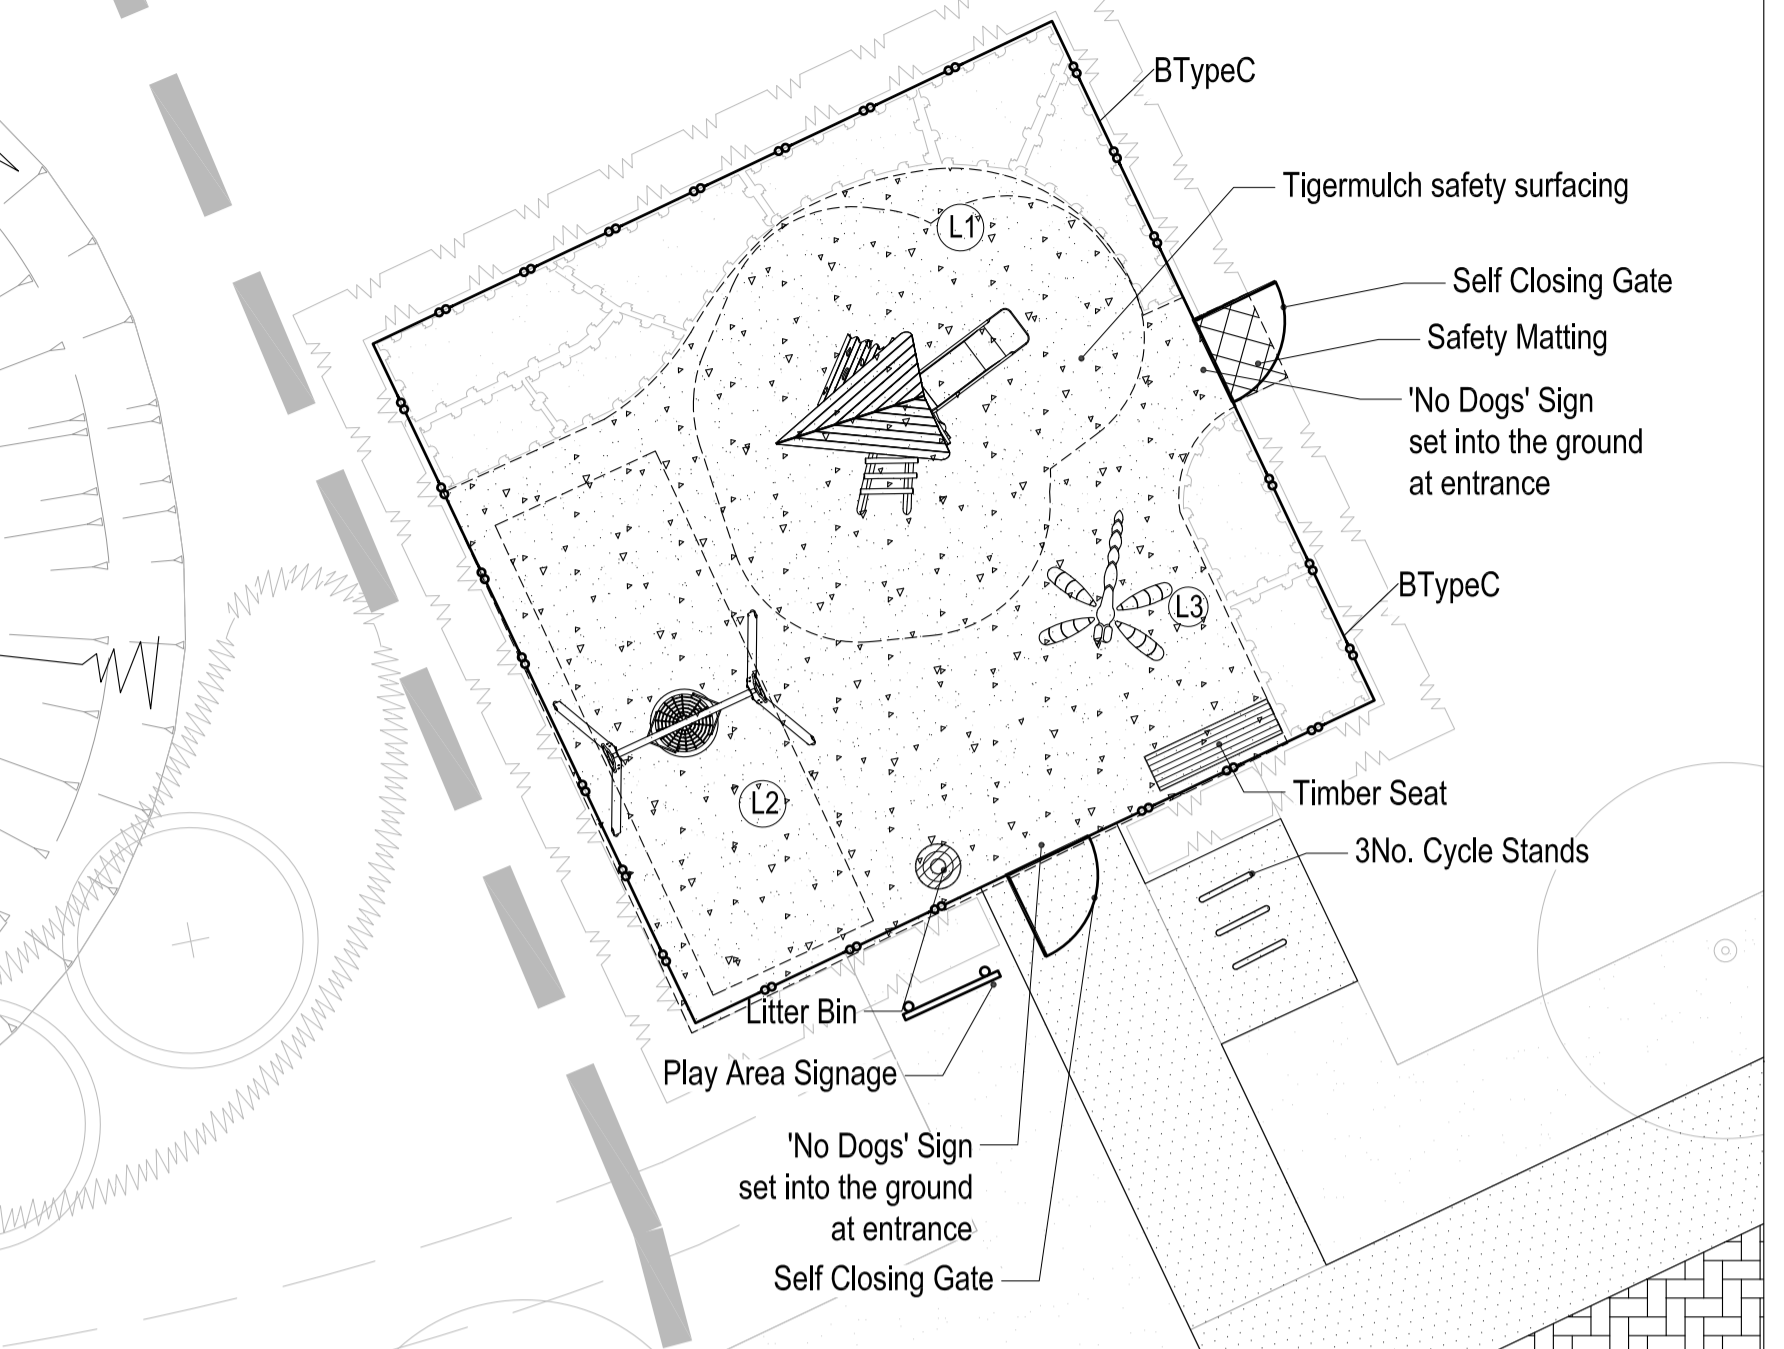 BTypeC
Tigermulch safety surfacing
L1
Self Closing Gate
Safety Matting
'No Dogs' Sign
set into the ground
at entrance
BTypeC
L3
Timber Seat
L2
3No. Cycle Stands
Litter Bin
Play Area Signage
'No Dogs' Sign
set into the ground
at entrance
Self Closing Gate